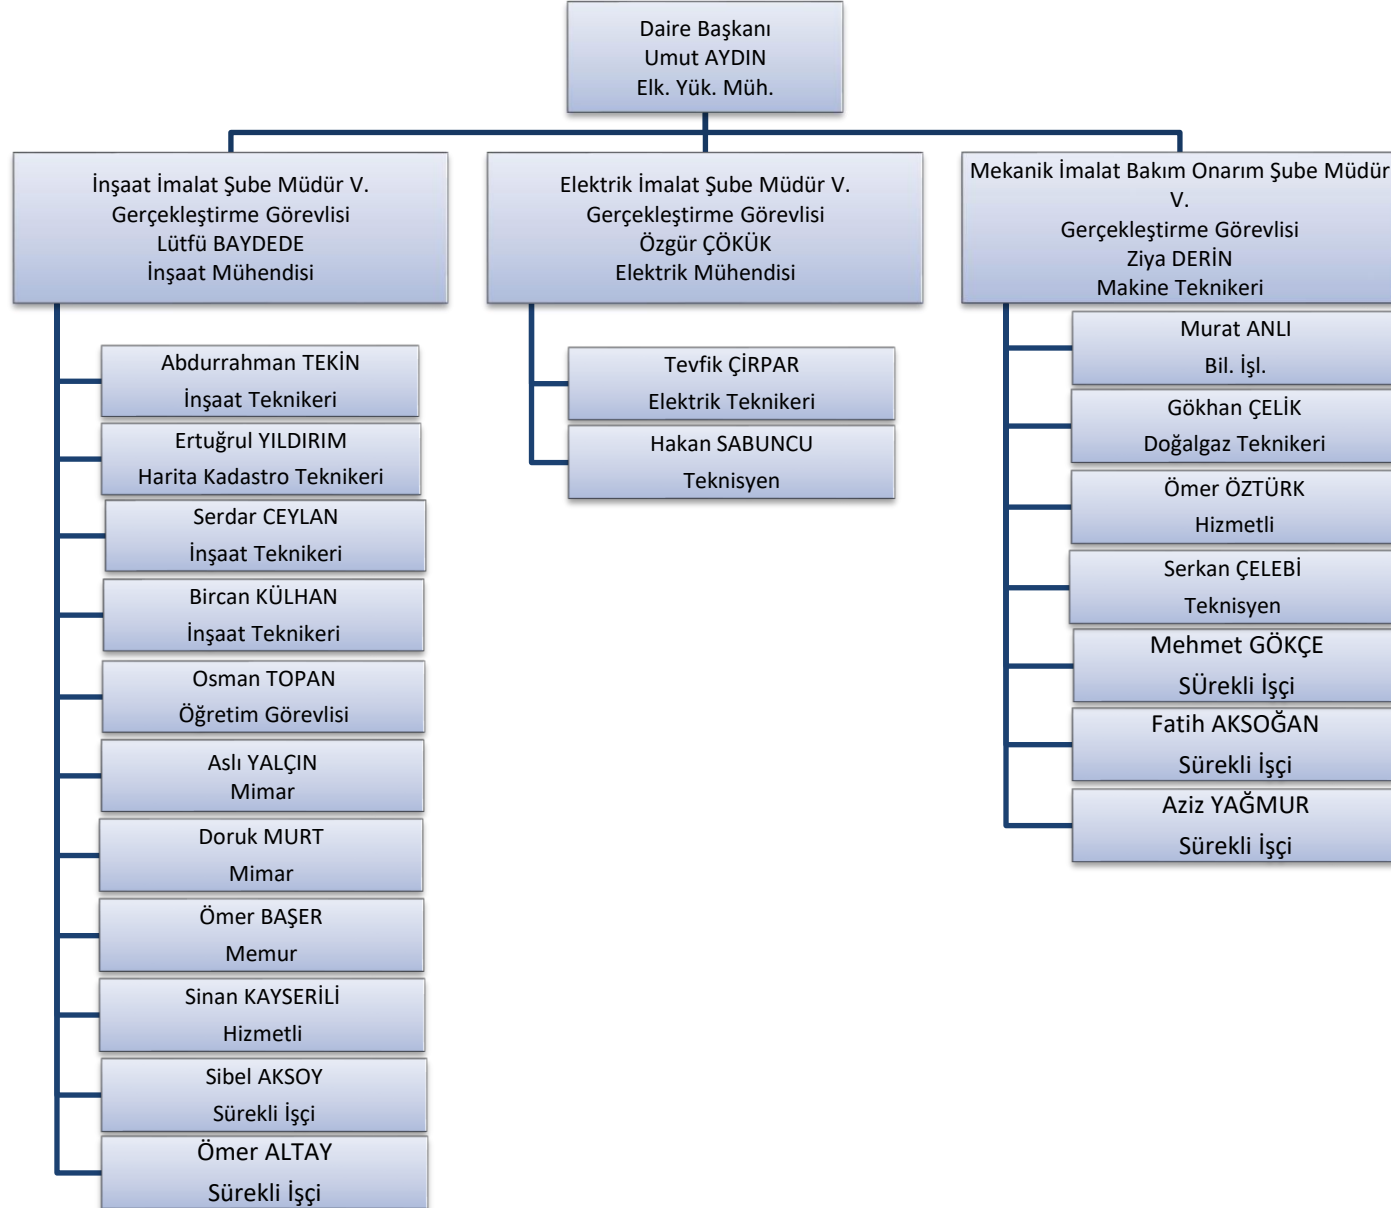 Daire Başkanı
Umut AYDIN
Elk. Yük. Müh.
İnşaat İmalat Şube Müdür V.
Gerçekleştirme Görevlisi
Lütfü BAYDEDE
İnşaat Mühendisi
Elektrik İmalat Şube Müdür V.
Gerçekleştirme Görevlisi
Özgür ÇÖKÜK
Elektrik Mühendisi
Mekanik İmalat Bakım Onarım Şube Müdür
V.
Gerçekleştirme Görevlisi
Ziya DERİN
Makine Teknikeri
Abdurrahman TEKİN
İnşaat Teknikeri
Ertuğrul YILDIRIM
Harita Kadastro Teknikeri
Serdar CEYLAN
İnşaat Teknikeri
Bircan KÜLHAN
İnşaat Teknikeri
Osman TOPAN
Öğretim Görevlisi
Aslı YALÇIN
Mimar
Doruk MURT
Mimar
Ömer BAŞER
Memur
Sinan KAYSERİLİ
Hizmetli
Sibel AKSOY
Sürekli İşçi
Ömer ALTAY
Sürekli İşçi
Tevfik ÇİRPAR
Elektrik Teknikeri
Hakan SABUNCU
Teknisyen
Murat ANLI
Bil. İşl.
Gökhan ÇELİK
Doğalgaz Teknikeri
Ömer ÖZTÜRK
Hizmetli
Serkan ÇELEBİ
Teknisyen
Mehmet GÖKÇE
SÜrekli İşçi
Fatih AKSOĞAN
Sürekli İşçi
Aziz YAĞMUR
Sürekli İşçi